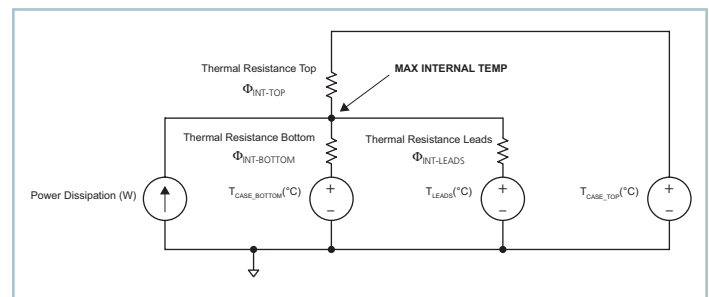 Thermal Resistance Top
ΦINT-TOP
MAX INTERNAL TEMP
Thermal Resistance Bottom
ΦINT-BOTTOM
Thermal Resistance Leads
ΦINT-LEADS
Power Dissipation (W)
TCASE_BOTTOM(°C)
TLEADS(°C)
TCASE_TOP(°C)
+
–
+
–
+
–